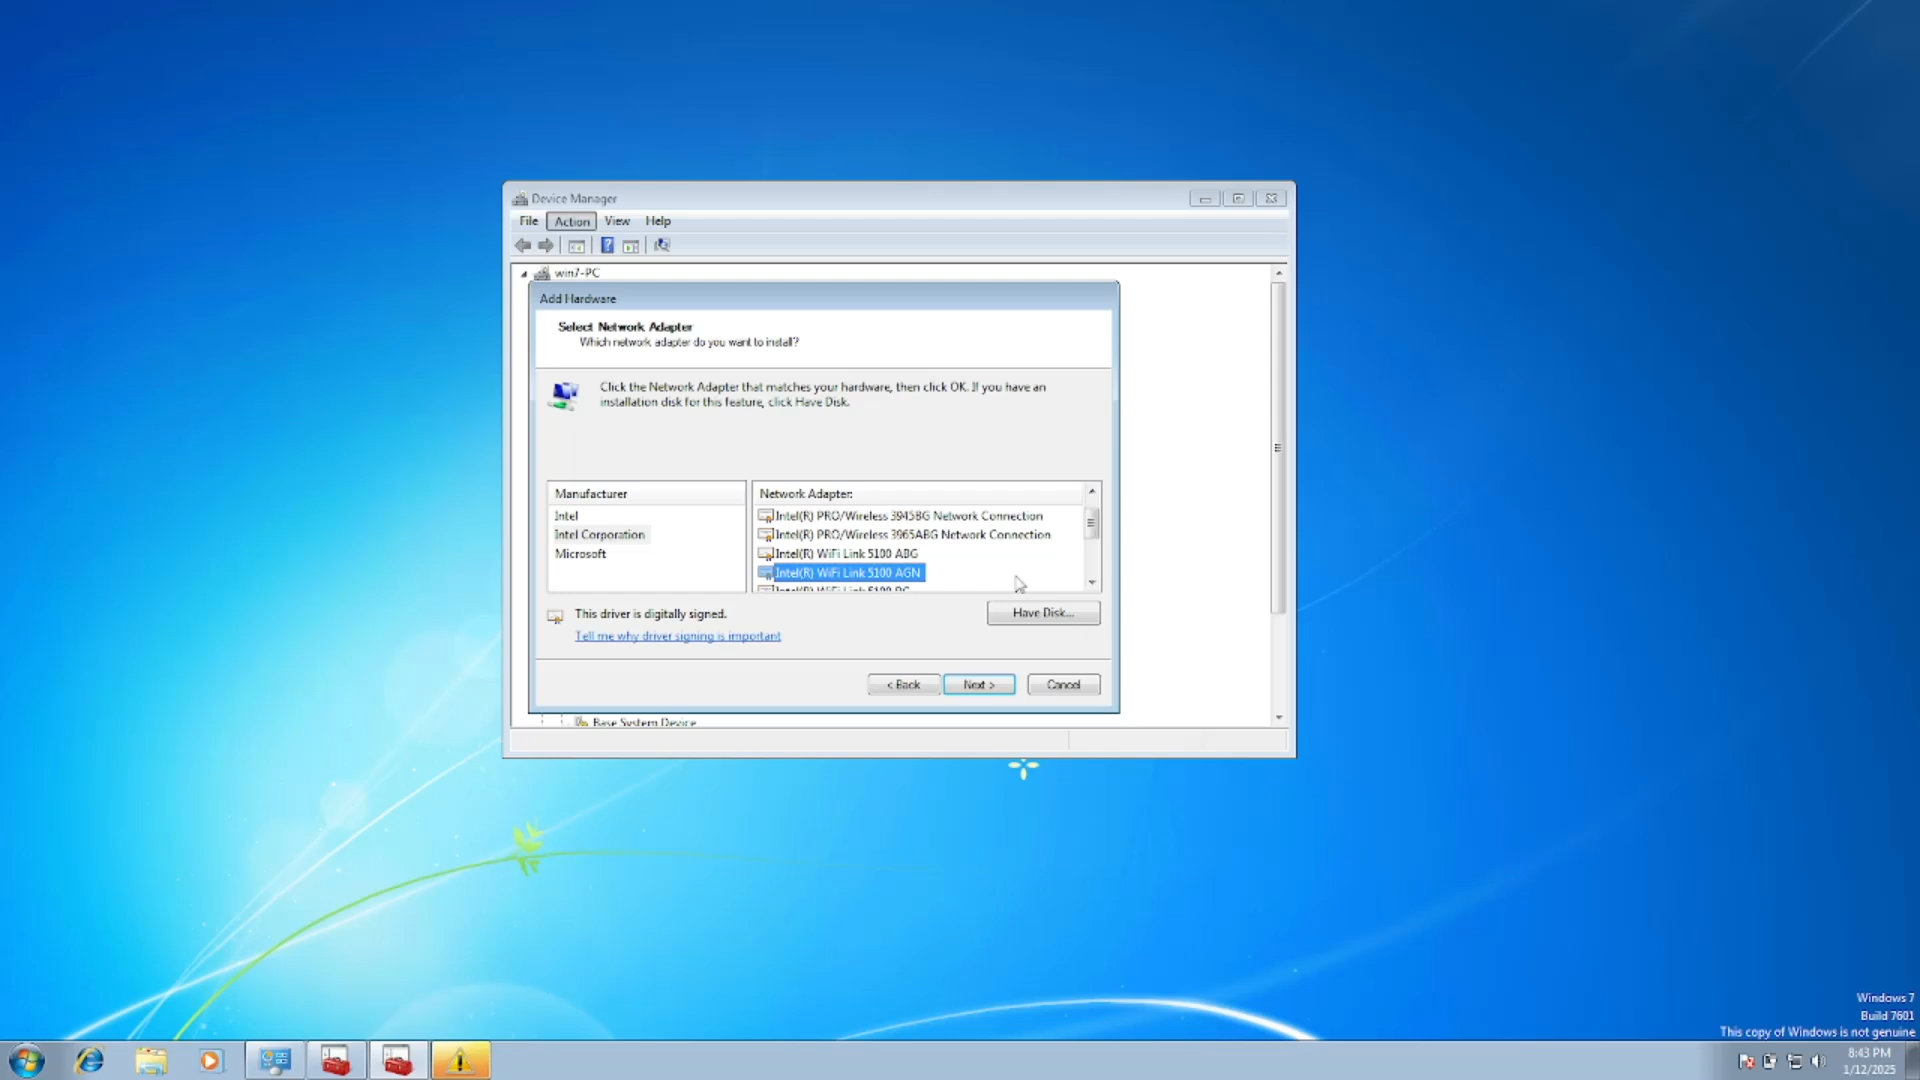 Device Manager
File Action View Help
win7-PC
Add Hardware
Select Network Adapter
Which network adapter do you want to install?
Click the Network Adapter that matches your hardware, then click OK. If you have an
installation disk for this feature, click Have Disk.
Manufacturer
Network Adapter:
Intel
Intel Corporation
Microsoft
Intel(R) PRO/Wireless 3945BG Network Connection
Intel(R) PRO/Wireless 3965ABG Network Connection
Intel(R) WiFi Link 5100 ABG
Intel(R) WiFi Link 5100 AGN
Intel(R) WiFi Link 5100 BG
This driver is digitally signed.
Have Disk...
Tell me why driver signing is important
< Back
Next >
Cancel
Base System Device
Windows 7
Build 7601
This copy of Windows is not genuine
8:43 PM
1/12/2025